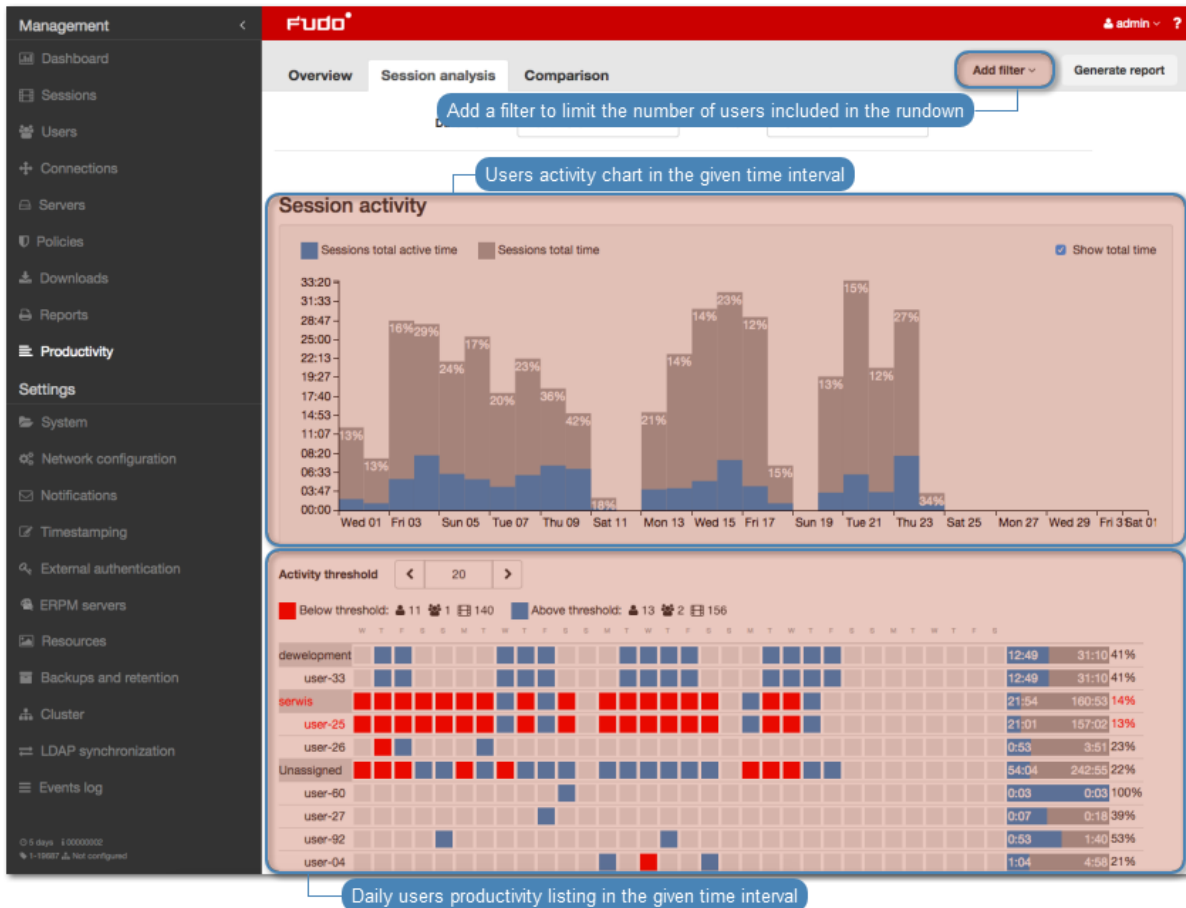 Management
Dashboard
Sessions
Users
Connections
Servers
Policies
Downloads
Reports
Productivity
Settings
System
Network configuration
Notifications
Timestamping
External authentication
ERPM servers
Resources
Backups and retention
Cluster
LDAP synchronization
Events log
5 days 00000002
1-19687 Not configured
FUDO
admin ?
Overview Session analysis Comparison
Add filter Generate report
Add a filter to limit the number of users included in the rundown
Users activity chart in the given time interval
Session activity
Sessions total active time Sessions total time Show total time
33:20
31:33
28:47
25:00
22:13
19:27
17:40
14:53
11:07
08:20
06:33
03:47
00:00
13% 13% 16% 29% 24% 17% 20% 23% 36% 42% 18% 21% 14% 14% 23% 12% 15% 13% 15% 12% 27% 34%
Wed 01 Fri 03 Sun 05 Tue 07 Thu 09 Sat 11 Mon 13 Wed 15 Fri 17 Sun 19 Tue 21 Thu 23 Sat 25 Mon 27 Wed 29 Fri 31 Sat 01
Activity threshold 20
Below threshold: 11 1 140 Above threshold: 13 2 156
W T F S S M T W T F S S M T W T F S S M T W T F S S M T W T F S
dewelopment 12:49 31:10 41%
user-33 12:49 31:10 41%
serwis 21:54 160:53 14%
user-25 21:01 157:02 13%
user-26 0:53 3:51 23%
Unassigned 54:04 242:55 22%
user-60 0:03 0:03 100%
user-27 0:07 0:18 39%
user-92 0:53 1:40 53%
user-04 1:04 4:58 21%
Daily users productivity listing in the given time interval